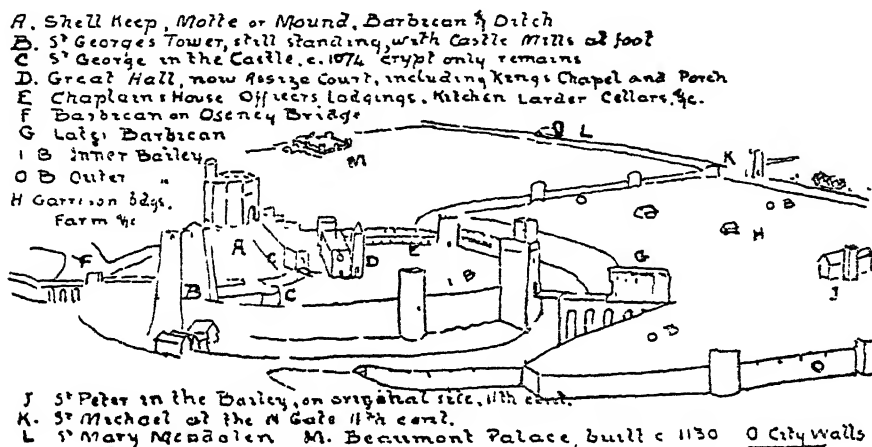 A. Shell Keep, Motte or Mound, Barbican & Ditch
B. St Georges Tower, still standing, with Castle Mills at foot
C St George in the Castle. c. 1074 crypt only remains
D. Great Hall, now Assize Court, including Kings Chapel and Porch
E Chaplains House Officers Lodgings. Kitchen Larder Cellars, &c.
F Barbican on Oseney Bridge
G Large Barbican
I B Inner Bailey
O B Outer "
H Garrison bdgs.
Farm &c
L
M
K
O
O B
H
A
C
D
E
G
F
B
C
I B
J
O B
O
J St Peter in the Bailey, on original site, 11th cent.
K. St Michael at the N Gate 11th cent.
L St Mary Magdalen M. Beaumont Palace, built c 1130 O City Walls